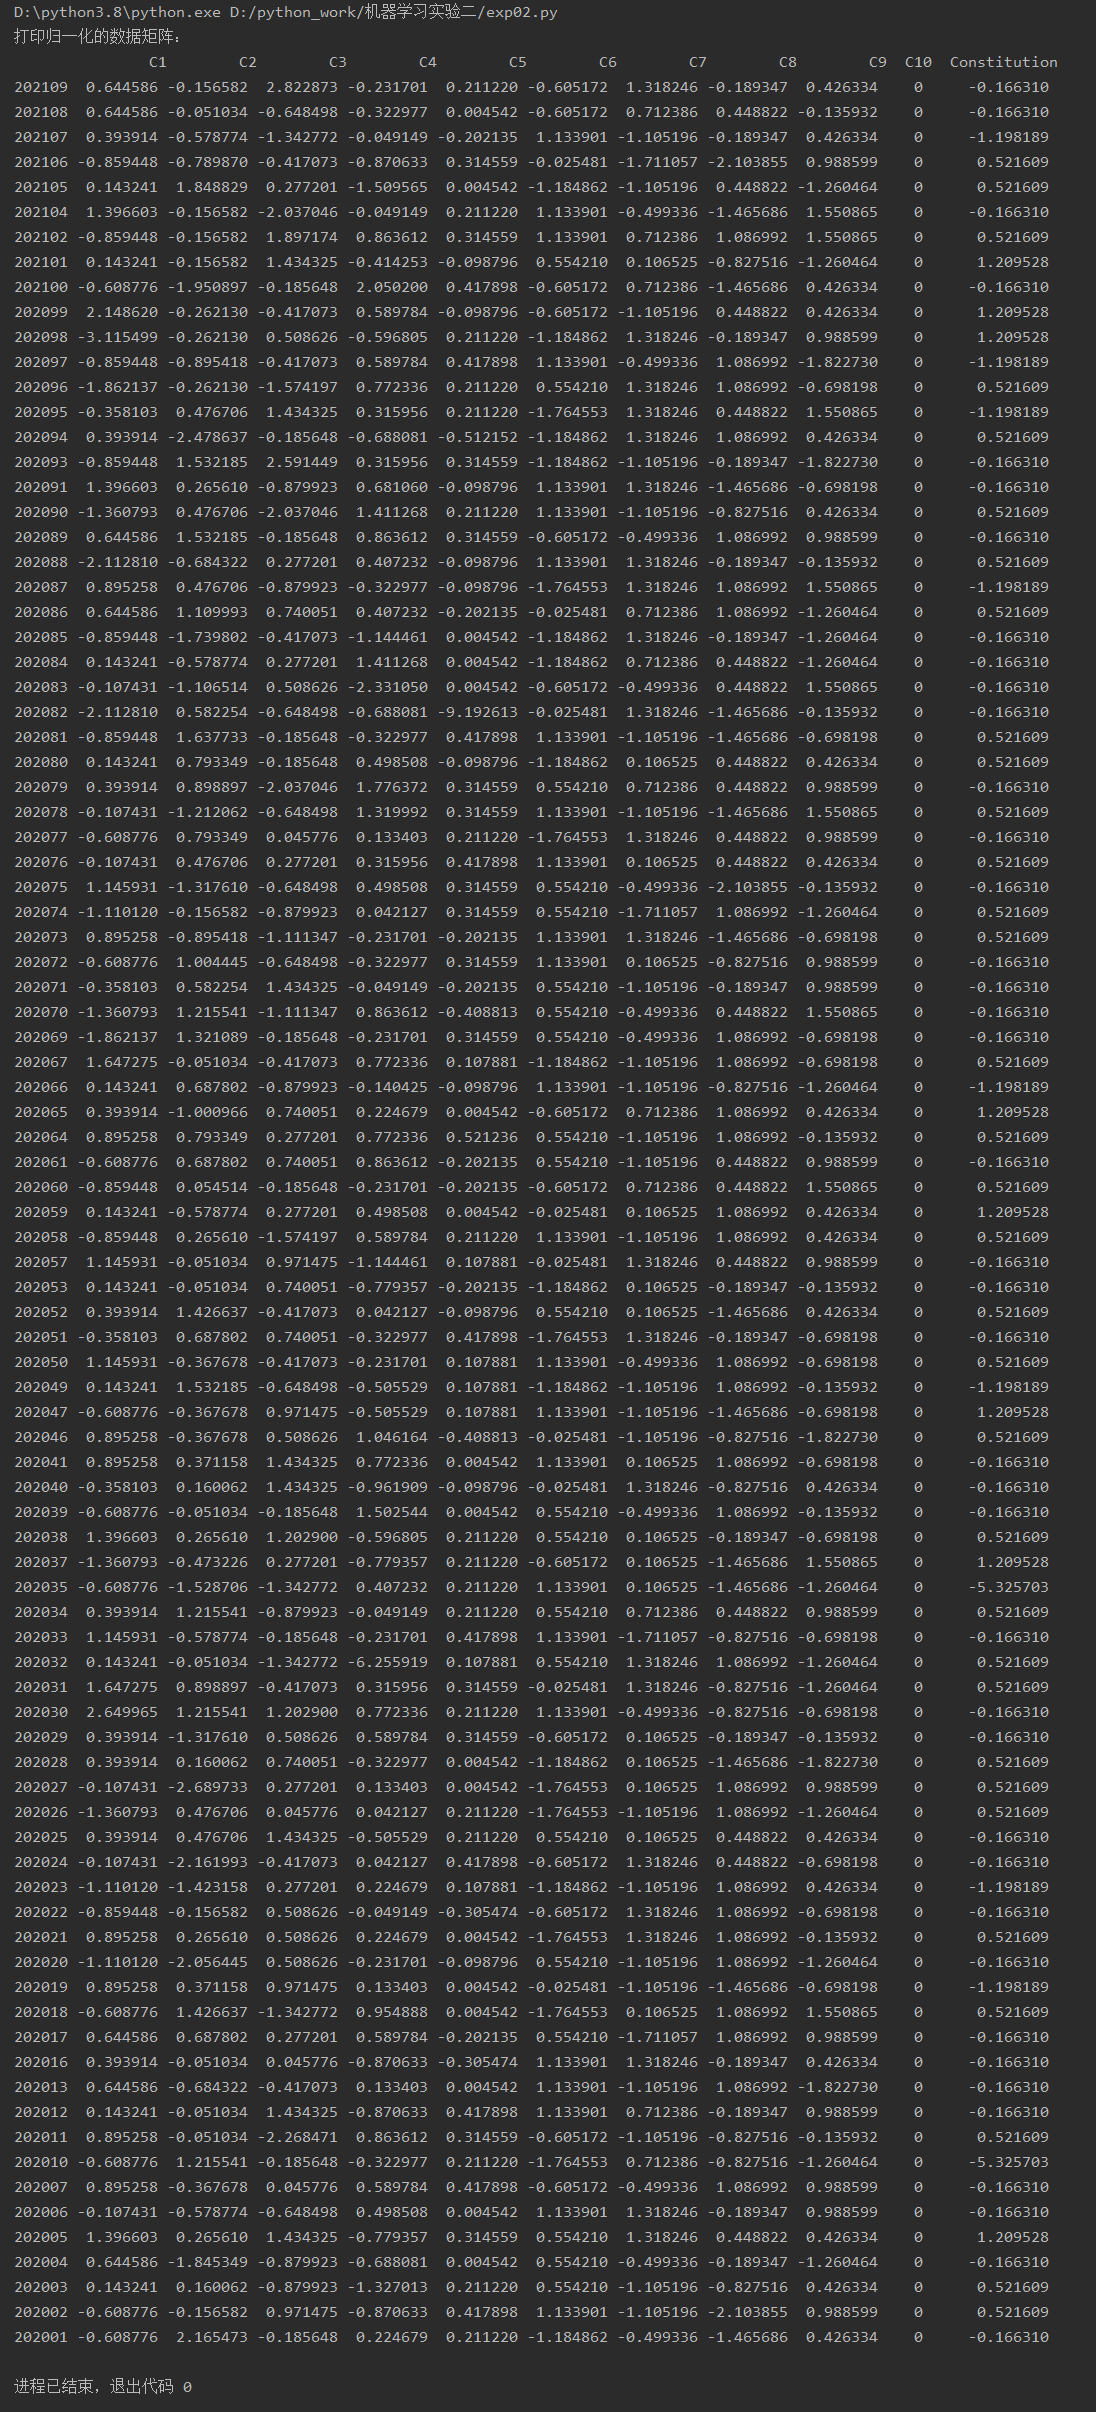 D:\python3.8\python.exe D:/python_work/机器学习实验二/exp02.py
打印归一化的数据矩阵:
C1 C2 C3 C4 C5 C6 C7 C8 C9 C10 Constitution
202109 0.644586 -0.156582 2.822873 -0.231701 0.211220 -0.605172 1.318246 -0.189347 0.426334 0 -0.166310
202108 0.644586 -0.051034 -0.648498 -0.322977 0.004542 -0.605172 0.712386 0.448822 -0.135932 0 -0.166310
202107 0.393914 -0.578774 -1.342772 -0.049149 -0.202135 1.133901 -1.105196 -0.189347 0.426334 0 -1.198189
202106 -0.859448 -0.789870 -0.417073 -0.870633 0.314559 -0.025481 -1.711057 -2.103855 0.988599 0 0.521609
202105 0.143241 1.848829 0.277201 -1.509565 0.004542 -1.184862 -1.105196 0.448822 -1.260464 0 0.521609
202104 1.396603 -0.156582 -2.037046 -0.049149 0.211220 1.133901 -0.499336 -1.465686 1.550865 0 -0.166310
202102 -0.859448 -0.156582 1.897174 0.863612 0.314559 1.133901 0.712386 1.086992 1.550865 0 0.521609
202101 0.143241 -0.156582 1.434325 -0.414253 -0.098796 0.554210 0.106525 -0.827516 -1.260464 0 1.209528
202100 -0.608776 -1.950897 -0.185648 2.050200 0.417898 -0.605172 0.712386 -1.465686 0.426334 0 -0.166310
202099 2.148620 -0.262130 -0.417073 0.589784 -0.098796 -0.605172 -1.105196 0.448822 0.426334 0 1.209528
202098 -3.115499 -0.262130 0.508626 -0.596805 0.211220 -1.184862 1.318246 -0.189347 0.988599 0 1.209528
202097 -0.859448 -0.895418 -0.417073 0.589784 0.417898 1.133901 -0.499336 1.086992 -1.822730 0 -1.198189
202096 -1.862137 -0.262130 -1.574197 0.772336 0.211220 0.554210 1.318246 1.086992 -0.698198 0 0.521609
202095 -0.358103 0.476706 1.434325 0.315956 0.211220 -1.764553 1.318246 0.448822 1.550865 0 -1.198189
202094 0.393914 -2.478637 -0.185648 -0.688081 -0.512152 -1.184862 1.318246 1.086992 0.426334 0 0.521609
202093 -0.859448 1.532185 2.591449 0.315956 0.314559 -1.184862 -1.105196 -0.189347 -1.822730 0 -0.166310
202091 1.396603 0.265610 -0.879923 0.681060 -0.098796 1.133901 1.318246 -1.465686 -0.698198 0 -0.166310
202090 -1.360793 0.476706 -2.037046 1.411268 0.211220 1.133901 -1.105196 -0.827516 0.426334 0 0.521609
202089 0.644586 1.532185 -0.185648 0.863612 0.314559 -0.605172 -0.499336 1.086992 0.988599 0 -0.166310
202088 -2.112810 -0.684322 0.277201 0.407232 -0.098796 1.133901 1.318246 -0.189347 -0.135932 0 0.521609
202087 0.895258 0.476706 -0.879923 -0.322977 -0.098796 -1.764553 1.318246 1.086992 1.550865 0 -1.198189
202086 0.644586 1.109993 0.740051 0.407232 -0.202135 -0.025481 0.712386 1.086992 -1.260464 0 0.521609
202085 -0.859448 -1.739802 -0.417073 -1.144461 0.004542 -1.184862 1.318246 -0.189347 -1.260464 0 -0.166310
202084 0.143241 -0.578774 0.277201 1.411268 0.004542 -1.184862 0.712386 0.448822 -1.260464 0 -0.166310
202083 -0.107431 -1.106514 0.508626 -2.331050 0.004542 -0.605172 -0.499336 0.448822 1.550865 0 -0.166310
202082 -2.112810 0.582254 -0.648498 -0.688081 -9.192613 -0.025481 1.318246 -1.465686 -0.135932 0 -0.166310
202081 -0.859448 1.637733 -0.185648 -0.322977 0.417898 1.133901 -1.105196 -1.465686 -0.698198 0 0.521609
202080 0.143241 0.793349 -0.185648 0.498508 -0.098796 -1.184862 0.106525 0.448822 0.426334 0 0.521609
202079 0.393914 0.898897 -2.037046 1.776372 0.314559 0.554210 0.712386 0.448822 0.988599 0 -0.166310
202078 -0.107431 -1.212062 -0.648498 1.319992 0.314559 1.133901 -1.105196 -1.465686 1.550865 0 0.521609
202077 -0.608776 0.793349 0.045776 0.133403 0.211220 -1.764553 1.318246 0.448822 0.988599 0 -0.166310
202076 -0.107431 0.476706 0.277201 0.315956 0.417898 1.133901 0.106525 0.448822 0.426334 0 0.521609
202075 1.145931 -1.317610 -0.648498 0.498508 0.314559 0.554210 -0.499336 -2.103855 -0.135932 0 -0.166310
202074 -1.110120 -0.156582 -0.879923 0.042127 0.314559 0.554210 -1.711057 1.086992 -1.260464 0 0.521609
202073 0.895258 -0.895418 -1.111347 -0.231701 -0.202135 1.133901 1.318246 -1.465686 -0.698198 0 0.521609
202072 -0.608776 1.004445 -0.648498 -0.322977 0.314559 1.133901 0.106525 -0.827516 0.988599 0 -0.166310
202071 -0.358103 0.582254 1.434325 -0.049149 -0.202135 0.554210 -1.105196 -0.189347 0.988599 0 -0.166310
202070 -1.360793 1.215541 -1.111347 0.863612 -0.408813 0.554210 -0.499336 0.448822 1.550865 0 -0.166310
202069 -1.862137 1.321089 -0.185648 -0.231701 0.314559 0.554210 -0.499336 1.086992 -0.698198 0 -0.166310
202067 1.647275 -0.051034 -0.417073 0.772336 0.107881 -1.184862 -1.105196 1.086992 -0.698198 0 0.521609
202066 0.143241 0.687802 -0.879923 -0.140425 -0.098796 1.133901 -1.105196 -0.827516 -1.260464 0 -1.198189
202065 0.393914 -1.000966 0.740051 0.224679 0.004542 -0.605172 0.712386 1.086992 0.426334 0 1.209528
202064 0.895258 0.793349 0.277201 0.772336 0.521236 0.554210 -1.105196 1.086992 -0.135932 0 0.521609
202061 -0.608776 0.687802 0.740051 0.863612 -0.202135 0.554210 -1.105196 0.448822 0.988599 0 -0.166310
202060 -0.859448 0.054514 -0.185648 -0.231701 -0.202135 -0.605172 0.712386 0.448822 1.550865 0 0.521609
202059 0.143241 -0.578774 0.277201 0.498508 0.004542 -0.025481 0.106525 1.086992 0.426334 0 1.209528
202058 -0.859448 0.265610 -1.574197 0.589784 0.211220 1.133901 -1.105196 1.086992 0.426334 0 0.521609
202057 1.145931 -0.051034 0.971475 -1.144461 0.107881 -0.025481 1.318246 0.448822 0.988599 0 -0.166310
202053 0.143241 -0.051034 0.740051 -0.779357 -0.202135 -1.184862 0.106525 -0.189347 -0.135932 0 -0.166310
202052 0.393914 1.426637 -0.417073 0.042127 -0.098796 0.554210 0.106525 -1.465686 0.426334 0 0.521609
202051 -0.358103 0.687802 0.740051 -0.322977 0.417898 -1.764553 1.318246 -0.189347 -0.698198 0 -0.166310
202050 1.145931 -0.367678 -0.417073 -0.231701 0.107881 1.133901 -0.499336 1.086992 -0.698198 0 0.521609
202049 0.143241 1.532185 -0.648498 -0.505529 0.107881 -1.184862 -1.105196 1.086992 -0.135932 0 -1.198189
202047 -0.608776 -0.367678 0.971475 -0.505529 0.107881 1.133901 -1.105196 -1.465686 -0.698198 0 1.209528
202046 0.895258 -0.367678 0.508626 1.046164 -0.408813 -0.025481 -1.105196 -0.827516 -1.822730 0 0.521609
202041 0.895258 0.371158 1.434325 0.772336 0.004542 1.133901 0.106525 1.086992 -0.698198 0 -0.166310
202040 -0.358103 0.160062 1.434325 -0.961909 -0.098796 -0.025481 1.318246 -0.827516 0.426334 0 -0.166310
202039 -0.608776 -0.051034 -0.185648 1.502544 0.004542 0.554210 -0.499336 1.086992 -0.135932 0 -0.166310
202038 1.396603 0.265610 1.202900 -0.596805 0.211220 0.554210 0.106525 -0.189347 -0.698198 0 0.521609
202037 -1.360793 -0.473226 0.277201 -0.779357 0.211220 -0.605172 0.106525 -1.465686 1.550865 0 1.209528
202035 -0.608776 -1.528706 -1.342772 0.407232 0.211220 1.133901 0.106525 -1.465686 -1.260464 0 -5.325703
202034 0.393914 1.215541 -0.879923 -0.049149 0.211220 0.554210 0.712386 0.448822 0.988599 0 0.521609
202033 1.145931 -0.578774 -0.185648 -0.231701 0.417898 1.133901 -1.711057 -0.827516 -0.698198 0 -0.166310
202032 0.143241 -0.051034 -1.342772 -6.255919 0.107881 0.554210 1.318246 1.086992 -1.260464 0 0.521609
202031 1.647275 0.898897 -0.417073 0.315956 0.314559 -0.025481 1.318246 -0.827516 -1.260464 0 0.521609
202030 2.649965 1.215541 1.202900 0.772336 0.211220 1.133901 -0.499336 -0.827516 -0.698198 0 -0.166310
202029 0.393914 -1.317610 0.508626 0.589784 0.314559 -0.605172 0.106525 -0.189347 -0.135932 0 -0.166310
202028 0.393914 0.160062 0.740051 -0.322977 0.004542 -1.184862 0.106525 -1.465686 -1.822730 0 0.521609
202027 -0.107431 -2.689733 0.277201 0.133403 0.004542 -1.764553 0.106525 1.086992 0.988599 0 0.521609
202026 -1.360793 0.476706 0.045776 0.042127 0.211220 -1.764553 -1.105196 1.086992 -1.260464 0 0.521609
202025 0.393914 0.476706 1.434325 -0.505529 0.211220 0.554210 0.106525 0.448822 0.426334 0 -0.166310
202024 -0.107431 -2.161993 -0.417073 0.042127 0.417898 -0.605172 1.318246 0.448822 -0.698198 0 -0.166310
202023 -1.110120 -1.423158 0.277201 0.224679 0.107881 -1.184862 -1.105196 1.086992 0.426334 0 -1.198189
202022 -0.859448 -0.156582 0.508626 -0.049149 -0.305474 -0.605172 1.318246 1.086992 -0.698198 0 -0.166310
202021 0.895258 0.265610 0.508626 0.224679 0.004542 -1.764553 1.318246 1.086992 -0.135932 0 0.521609
202020 -1.110120 -2.056445 0.508626 -0.231701 -0.098796 0.554210 -1.105196 1.086992 -1.260464 0 -0.166310
202019 0.895258 0.371158 0.971475 0.133403 0.004542 -0.025481 -1.105196 -1.465686 -0.698198 0 -1.198189
202018 -0.608776 1.426637 -1.342772 0.954888 0.004542 -1.764553 0.106525 1.086992 1.550865 0 0.521609
202017 0.644586 0.687802 0.277201 0.589784 -0.202135 0.554210 -1.711057 1.086992 0.988599 0 -0.166310
202016 0.393914 -0.051034 0.045776 -0.870633 -0.305474 1.133901 1.318246 -0.189347 0.426334 0 -0.166310
202013 0.644586 -0.684322 -0.417073 0.133403 0.004542 1.133901 -1.105196 1.086992 -1.822730 0 -0.166310
202012 0.143241 -0.051034 1.434325 -0.870633 0.417898 1.133901 0.712386 -0.189347 0.988599 0 -0.166310
202011 0.895258 -0.051034 -2.268471 0.863612 0.314559 -0.605172 -1.105196 -0.827516 -0.135932 0 0.521609
202010 -0.608776 1.215541 -0.185648 -0.322977 0.211220 -1.764553 0.712386 -0.827516 -1.260464 0 -5.325703
202007 0.895258 -0.367678 0.045776 0.589784 0.417898 -0.605172 -0.499336 1.086992 0.988599 0 -0.166310
202006 -0.107431 -0.578774 -0.648498 0.498508 0.004542 1.133901 1.318246 -0.189347 0.988599 0 -0.166310
202005 1.396603 0.265610 1.434325 -0.779357 0.314559 0.554210 1.318246 0.448822 0.426334 0 1.209528
202004 0.644586 -1.845349 -0.879923 -0.688081 0.004542 0.554210 -0.499336 -0.189347 -1.260464 0 -0.166310
202003 0.143241 0.160062 -0.879923 -1.327013 0.211220 0.554210 -1.105196 -0.827516 0.426334 0 0.521609
202002 -0.608776 -0.156582 0.971475 -0.870633 0.417898 1.133901 -1.105196 -2.103855 0.988599 0 0.521609
202001 -0.608776 2.165473 -0.185648 0.224679 0.211220 -1.184862 -0.499336 -1.465686 0.426334 0 -0.166310
进程已结束，退出代码 0